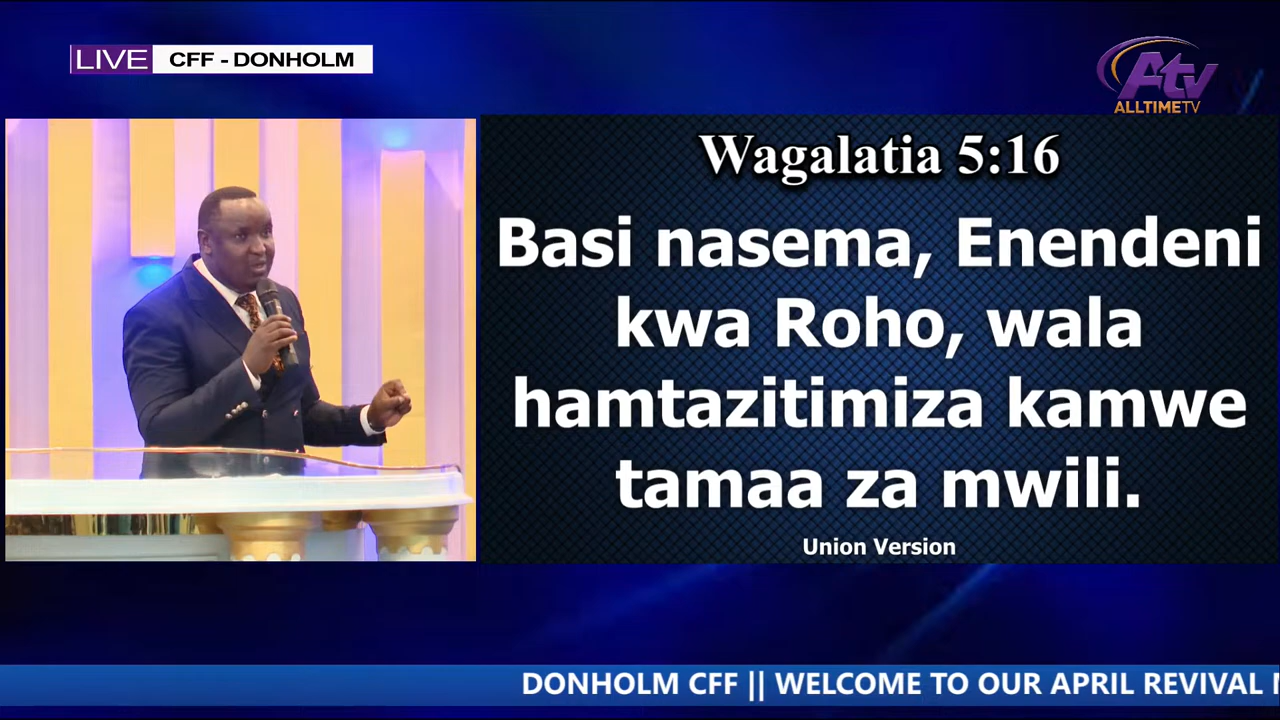 LIVE CFF - DONHOLM
Atv
ALLTIMETV
Wagalatia 5:16
Basi nasema, Enendeni
kwa Roho, wala
hamtazitimiza kamwe
tamaa za mwili.
Union Version
DONHOLM CFF || WELCOME TO OUR APRIL REVIVAL